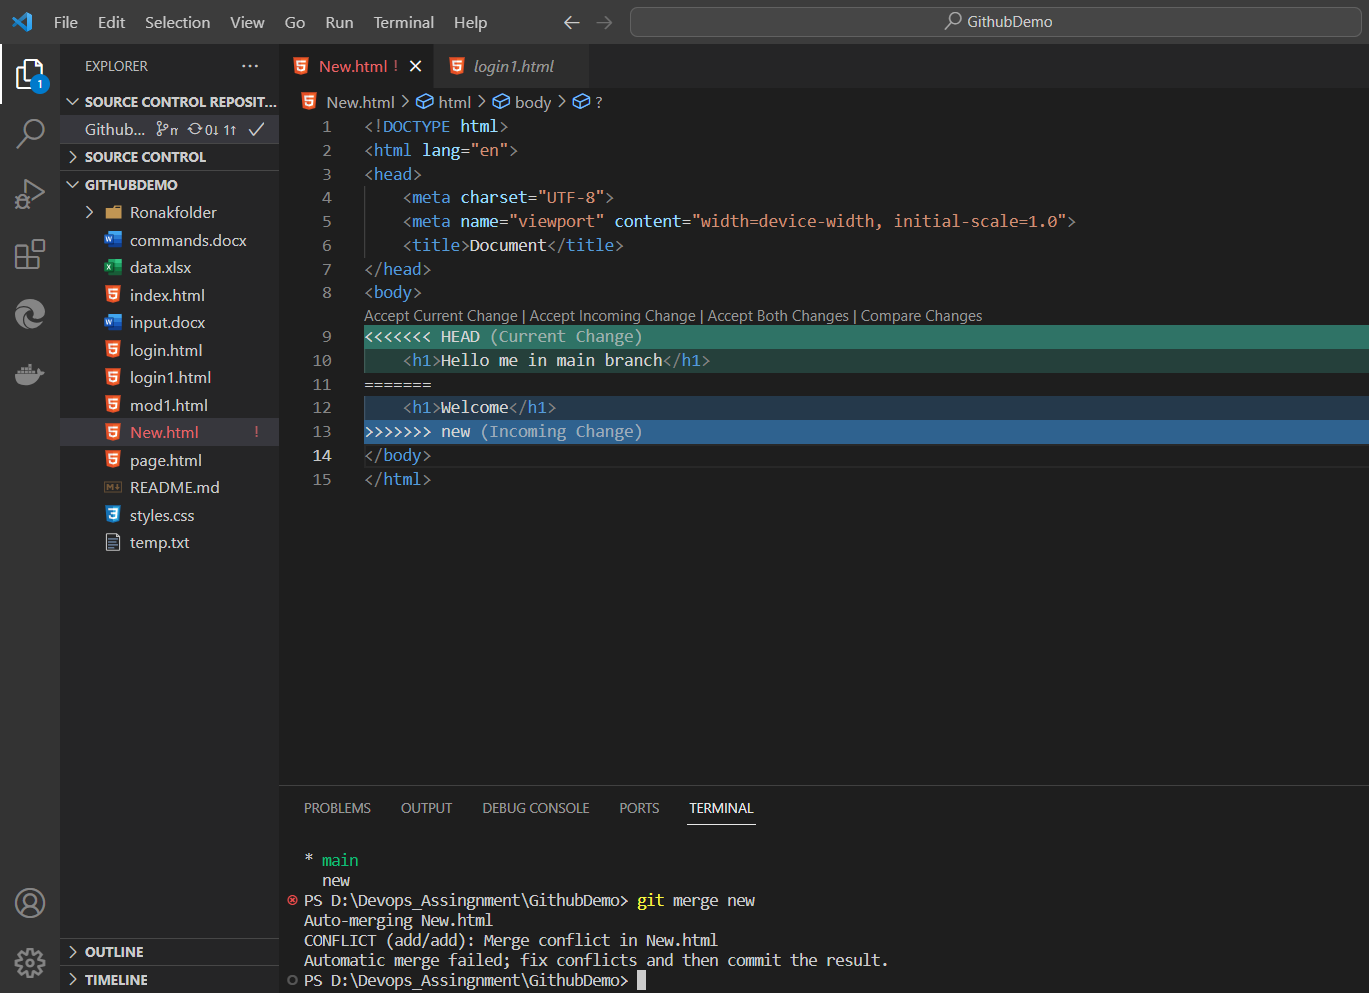 File Edit Selection View Go Run Terminal Help
GithubDemo
1
EXPLORER ...
SOURCE CONTROL REPOSIT...
Github... 0↓ 1↑
SOURCE CONTROL
GITHUBDEMO
Ronakfolder
commands.docx
data.xlsx
index.html
input.docx
login.html
login1.html
mod1.html
New.html !
page.html
README.md
styles.css
temp.txt
OUTLINE
TIMELINE
New.html ! login1.html
New.html > html > body > ?
1 <!DOCTYPE html>
2 <html lang="en">
3 <head>
4 <meta charset="UTF-8">
5 <meta name="viewport" content="width=device-width, initial-scale=1.0">
6 <title>Document</title>
7 </head>
8 <body>
Accept Current Change | Accept Incoming Change | Accept Both Changes | Compare Changes
9 <<<<<<< HEAD (Current Change)
10 <h1>Hello me in main branch</h1>
11 =======
12 <h1>Welcome</h1>
13 >>>>>>> new (Incoming Change)
14 </body>
15 </html>
PROBLEMS OUTPUT DEBUG CONSOLE PORTS TERMINAL
* main
new
PS D:\Devops_Assingnment\GithubDemo> git merge new
Auto-merging New.html
CONFLICT (add/add): Merge conflict in New.html
Automatic merge failed; fix conflicts and then commit the result.
PS D:\Devops_Assingnment\GithubDemo>